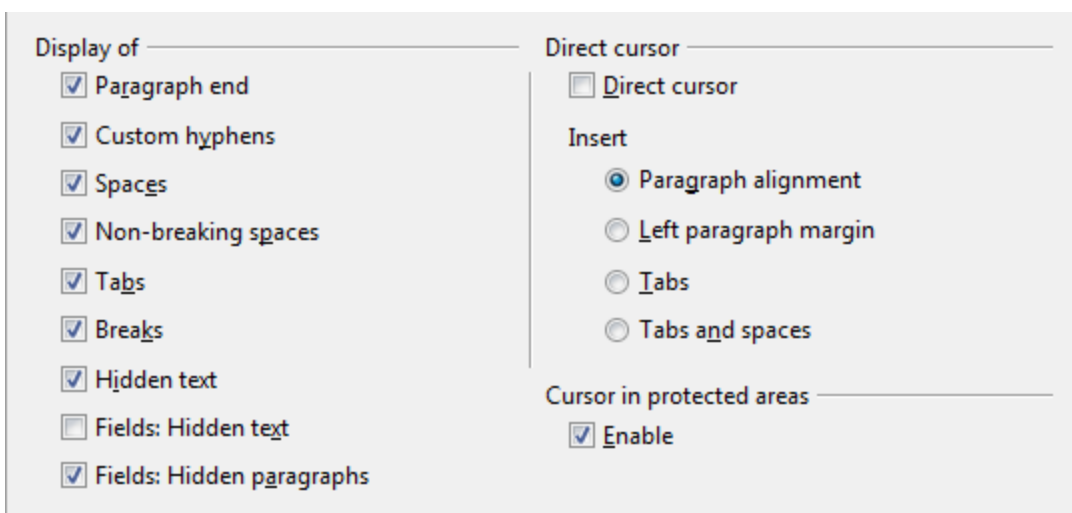 Display of
Paragraph end
Custom hyphens
Spaces
Non-breaking spaces
Tabs
Breaks
Hidden text
Fields: Hidden text
Fields: Hidden paragraphs
Direct cursor
Direct cursor
Insert
Paragraph alignment
Left paragraph margin
Tabs
Tabs and spaces
Cursor in protected areas
Enable